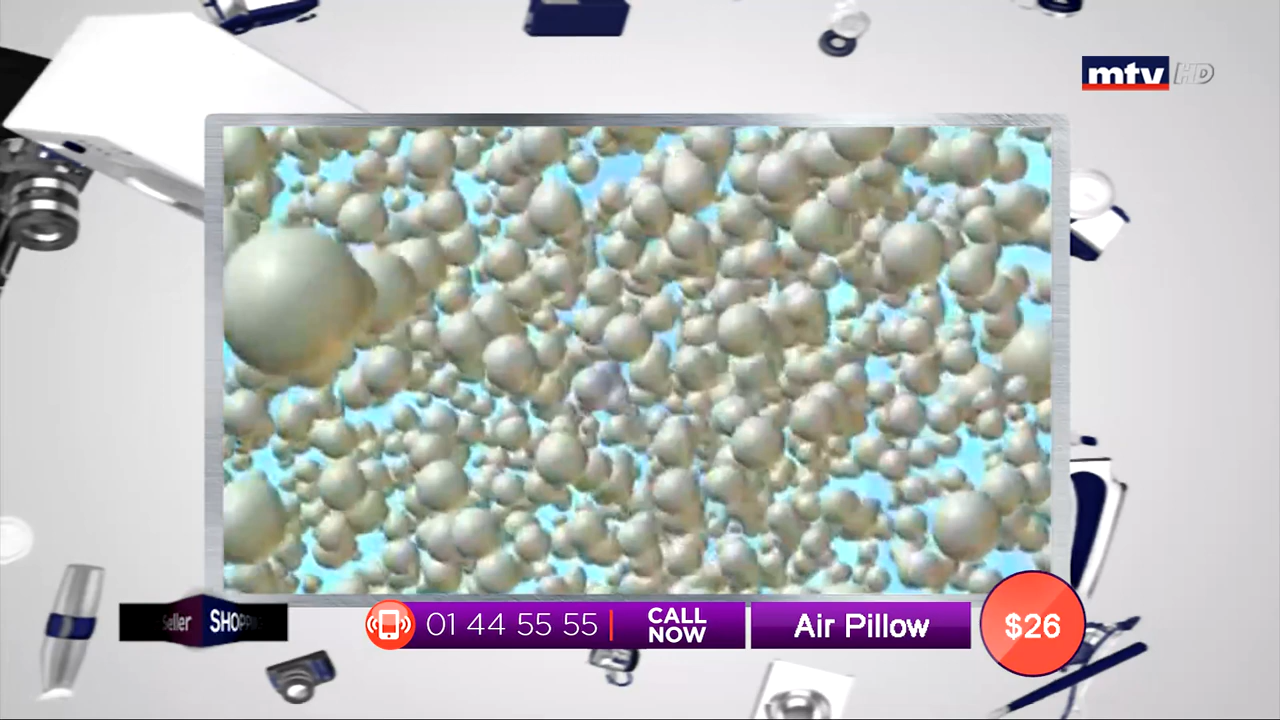 mtv HD
Seller SHOPP
01 44 55 55
CALL
NOW
Air Pillow
$26